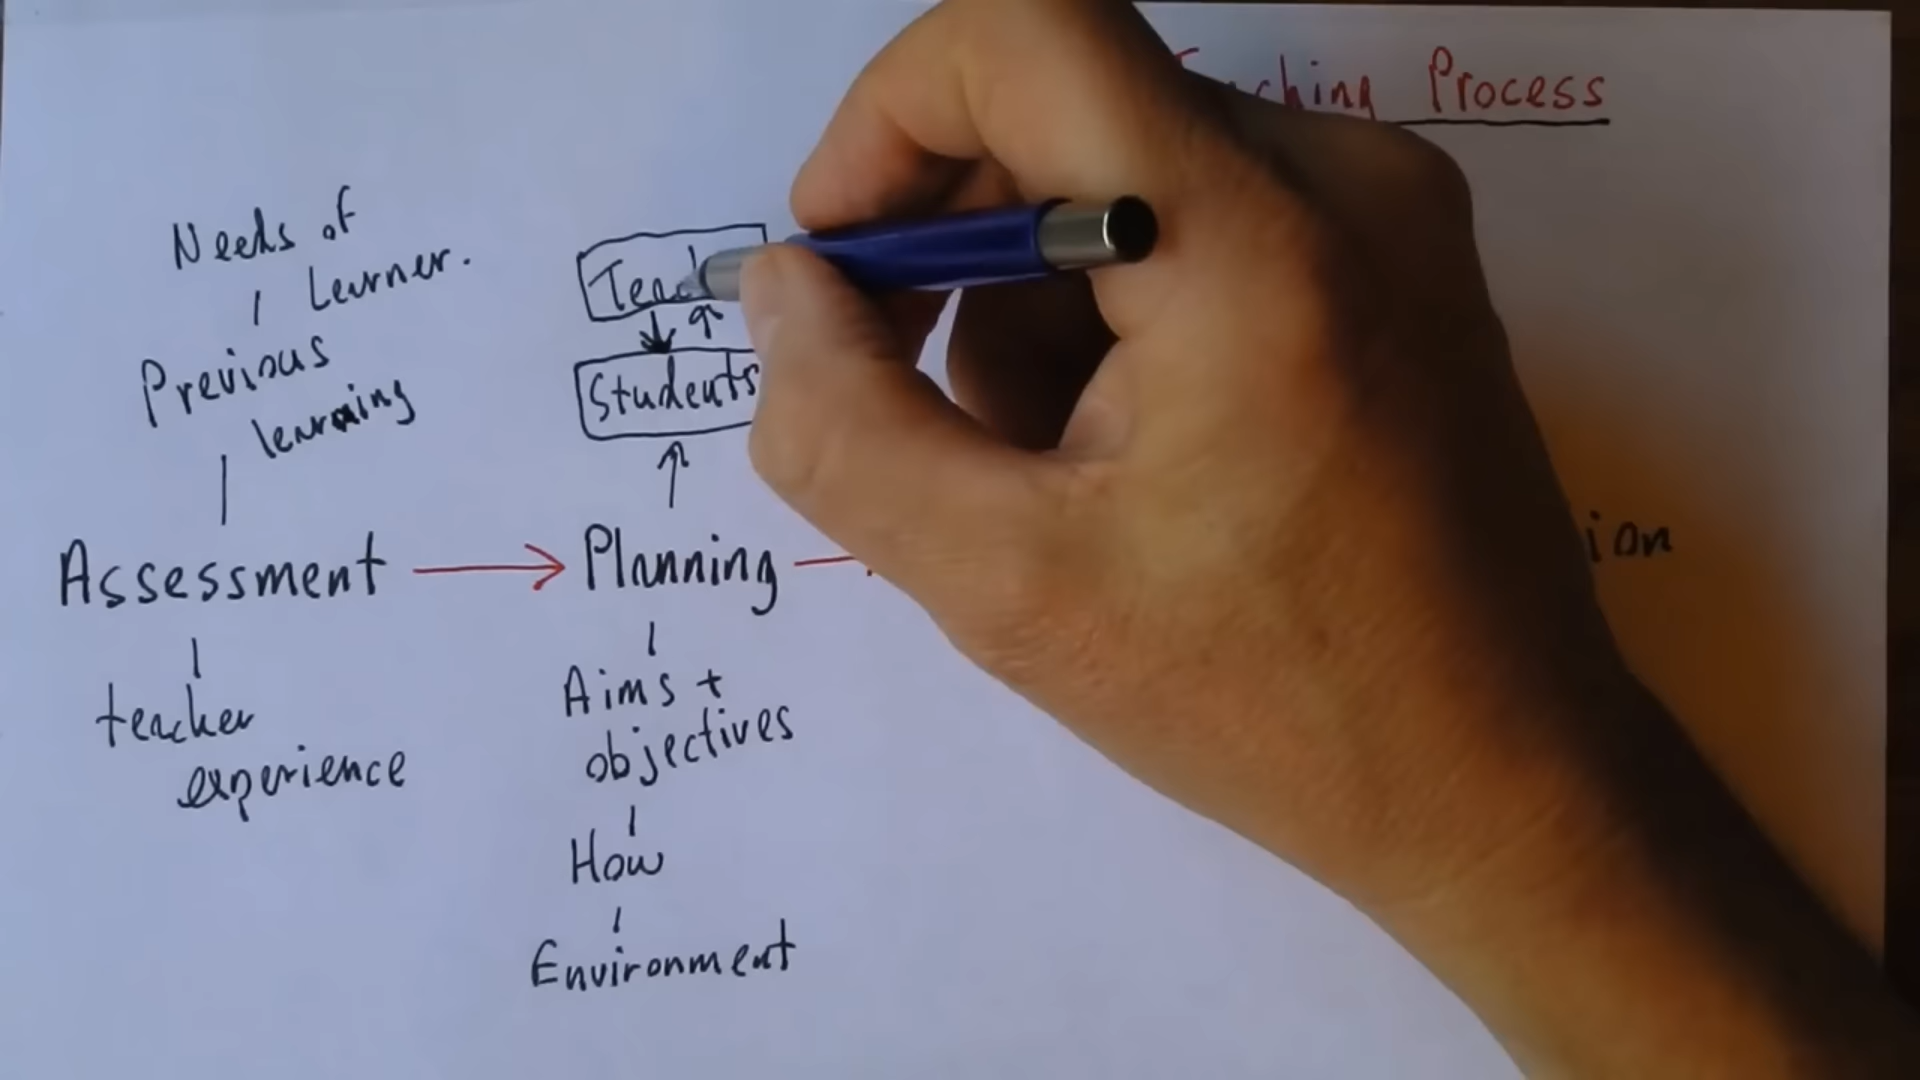 Process
Needs of
Learner.
Previous
learning
Students
Assessment
Planning
teacher
experience
Aims +
objectives
How
Environment